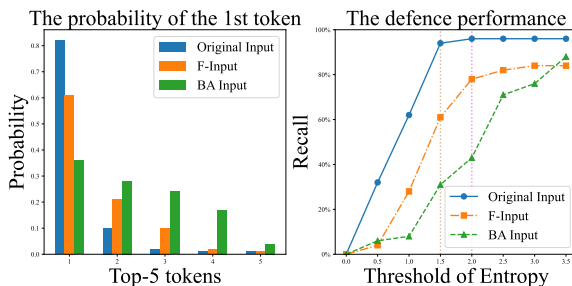 The probability of the 1st token
Probability
0.8
0.7
0.6
0.5
0.4
0.3
0.2
0.1
0.0
Original Input
F-Input
BA Input
1 2 3 4 5
Top-5 tokens
The defence performance
Recall
100%
80%
60%
40%
20%
0%
Original Input
F-Input
BA Input
0.0 0.5 1.0 1.5 2.0 2.5 3.0 3.5
Threshold of Entropy